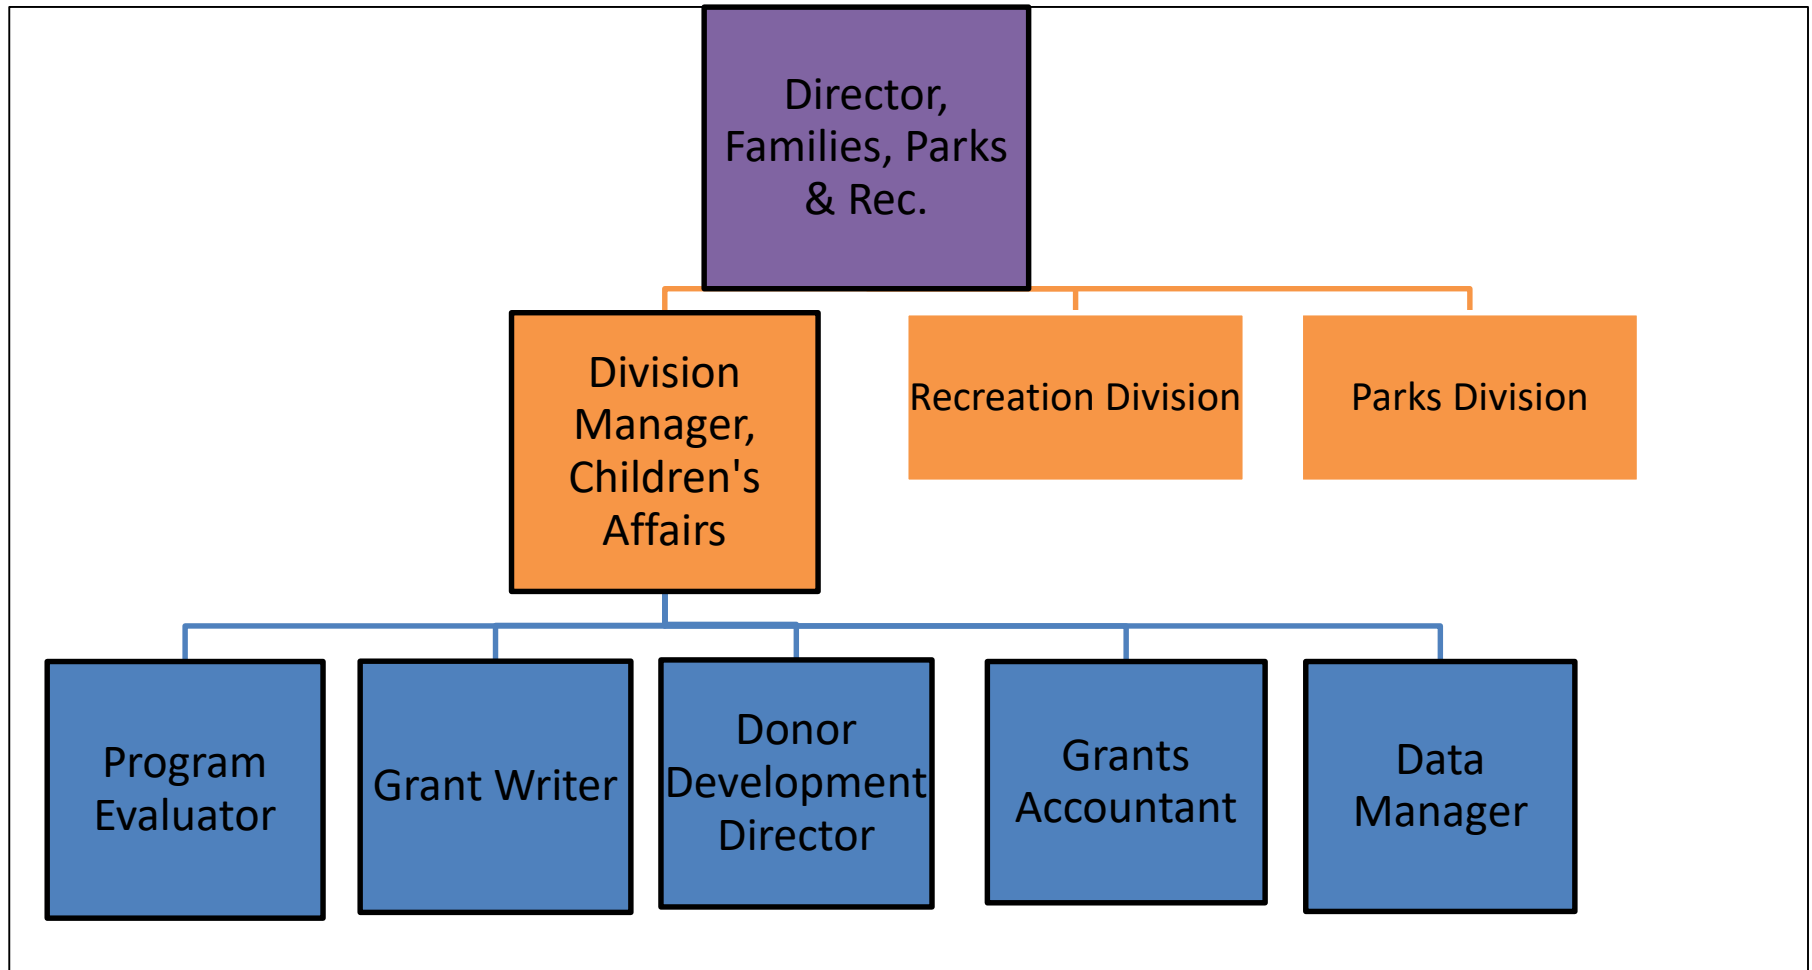 Director,
Families, Parks
& Rec.
Division
Manager,
Children's
Affairs
Recreation Division
Parks Division
Program
Evaluator
Grant Writer
Donor
Development
Director
Grants
Accountant
Data
Manager